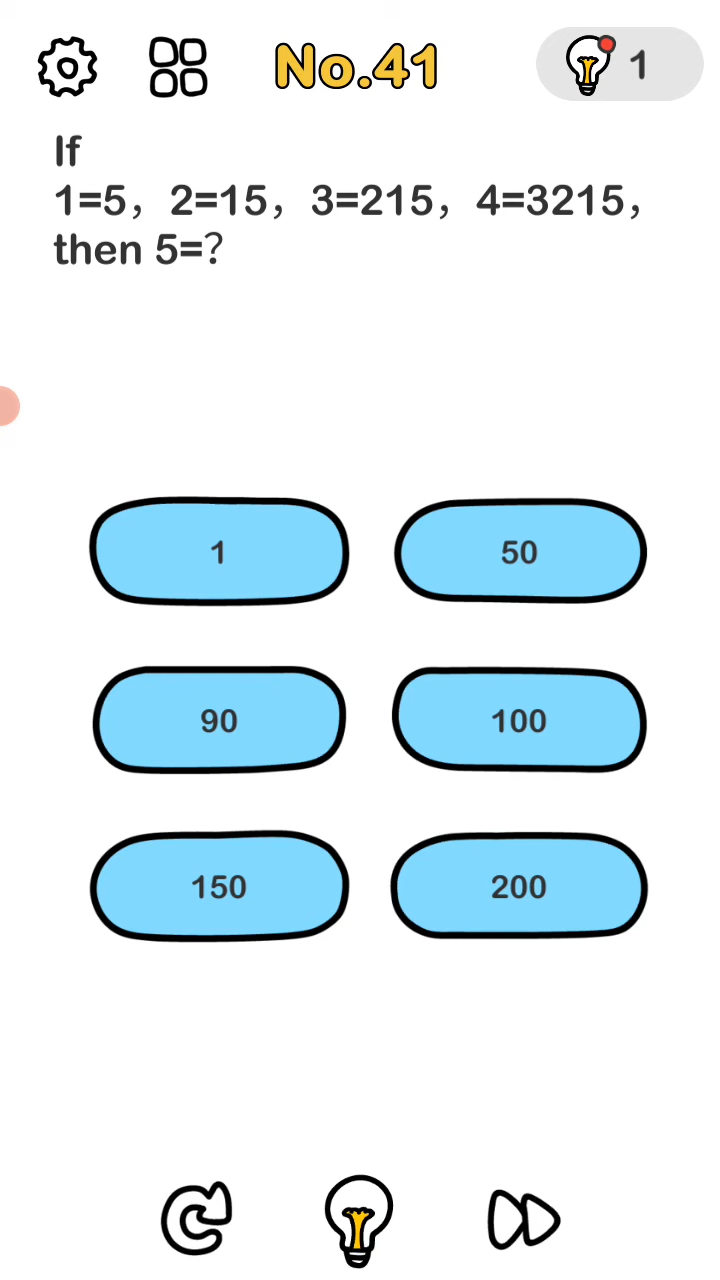 No.41
1
If
1=5，2=15，3=215，4=3215，
then 5=？
1
50
90
100
150
200